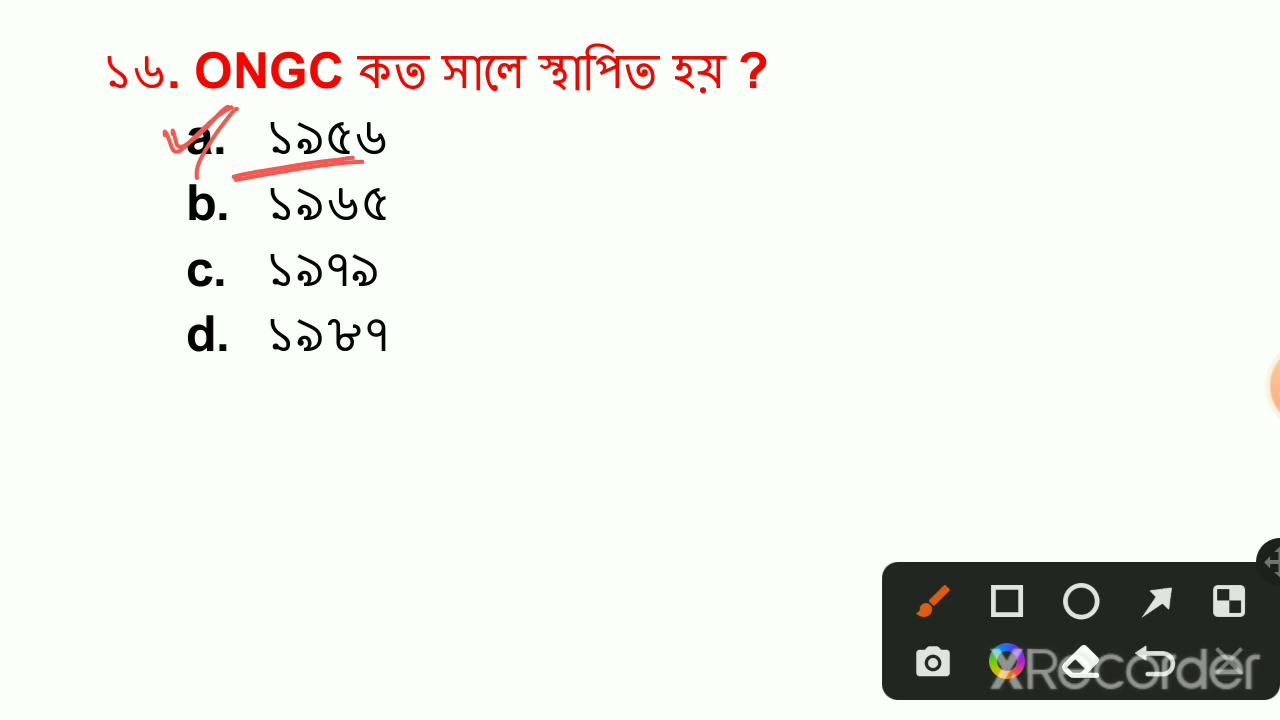 ১৬. ONGC কত সালে স্থাপিত হয় ?
a. ১৯৫৬
b. ১৯৬৫
c. ১৯৭৯
d. ১৯৮৭
XRecorder